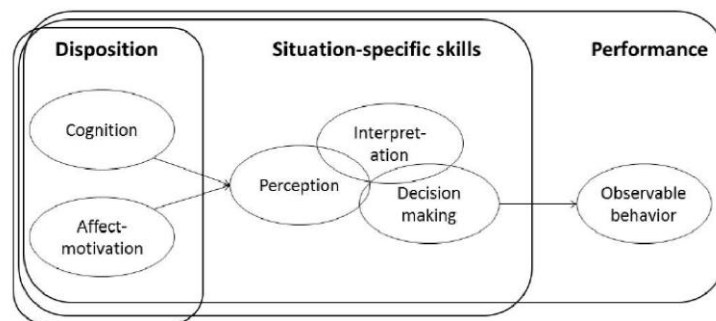 Disposition
Situation-specific skills
Performance
Cognition
Affect-
motivation
Perception
Interpret-
ation
Decision
making
Observable
behavior